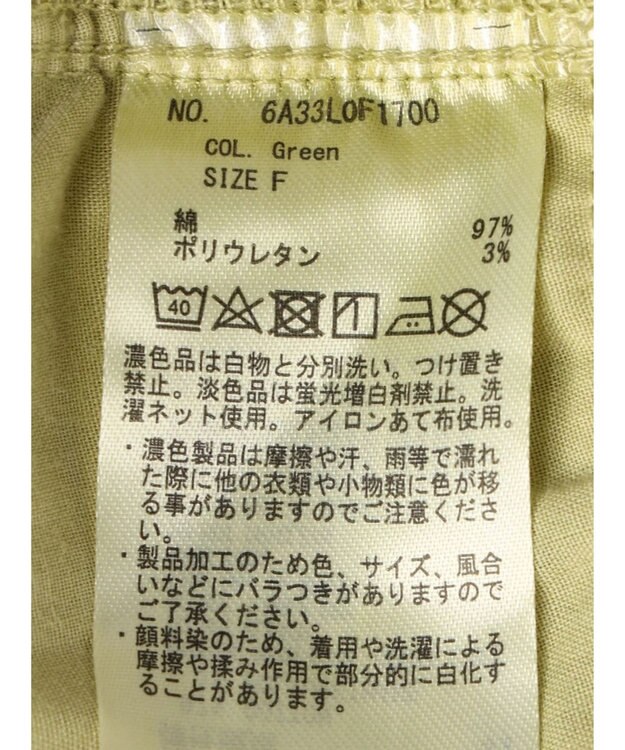 NO. 6A33LOF1700
COL. Green
SIZE F
綿 97%
ポリウレタン 3%
40
濃色品は白物と分別洗い。つけ置き
禁止。淡色品は蛍光増白剤禁止。洗
濯ネット使用。アイロンあて布使用。
・濃色製品は摩擦や汗、雨等で濡れ
た際に他の衣類や小物類に色が移
る事がありますのでご注意くださ
い。
・製品加工のため色、サイズ、風合
いなどにバラつきがありますので
ご了承ください。
・顔料染のため、着用や洗濯による
摩擦や揉み作用で部分的に白化す
ることがあります。